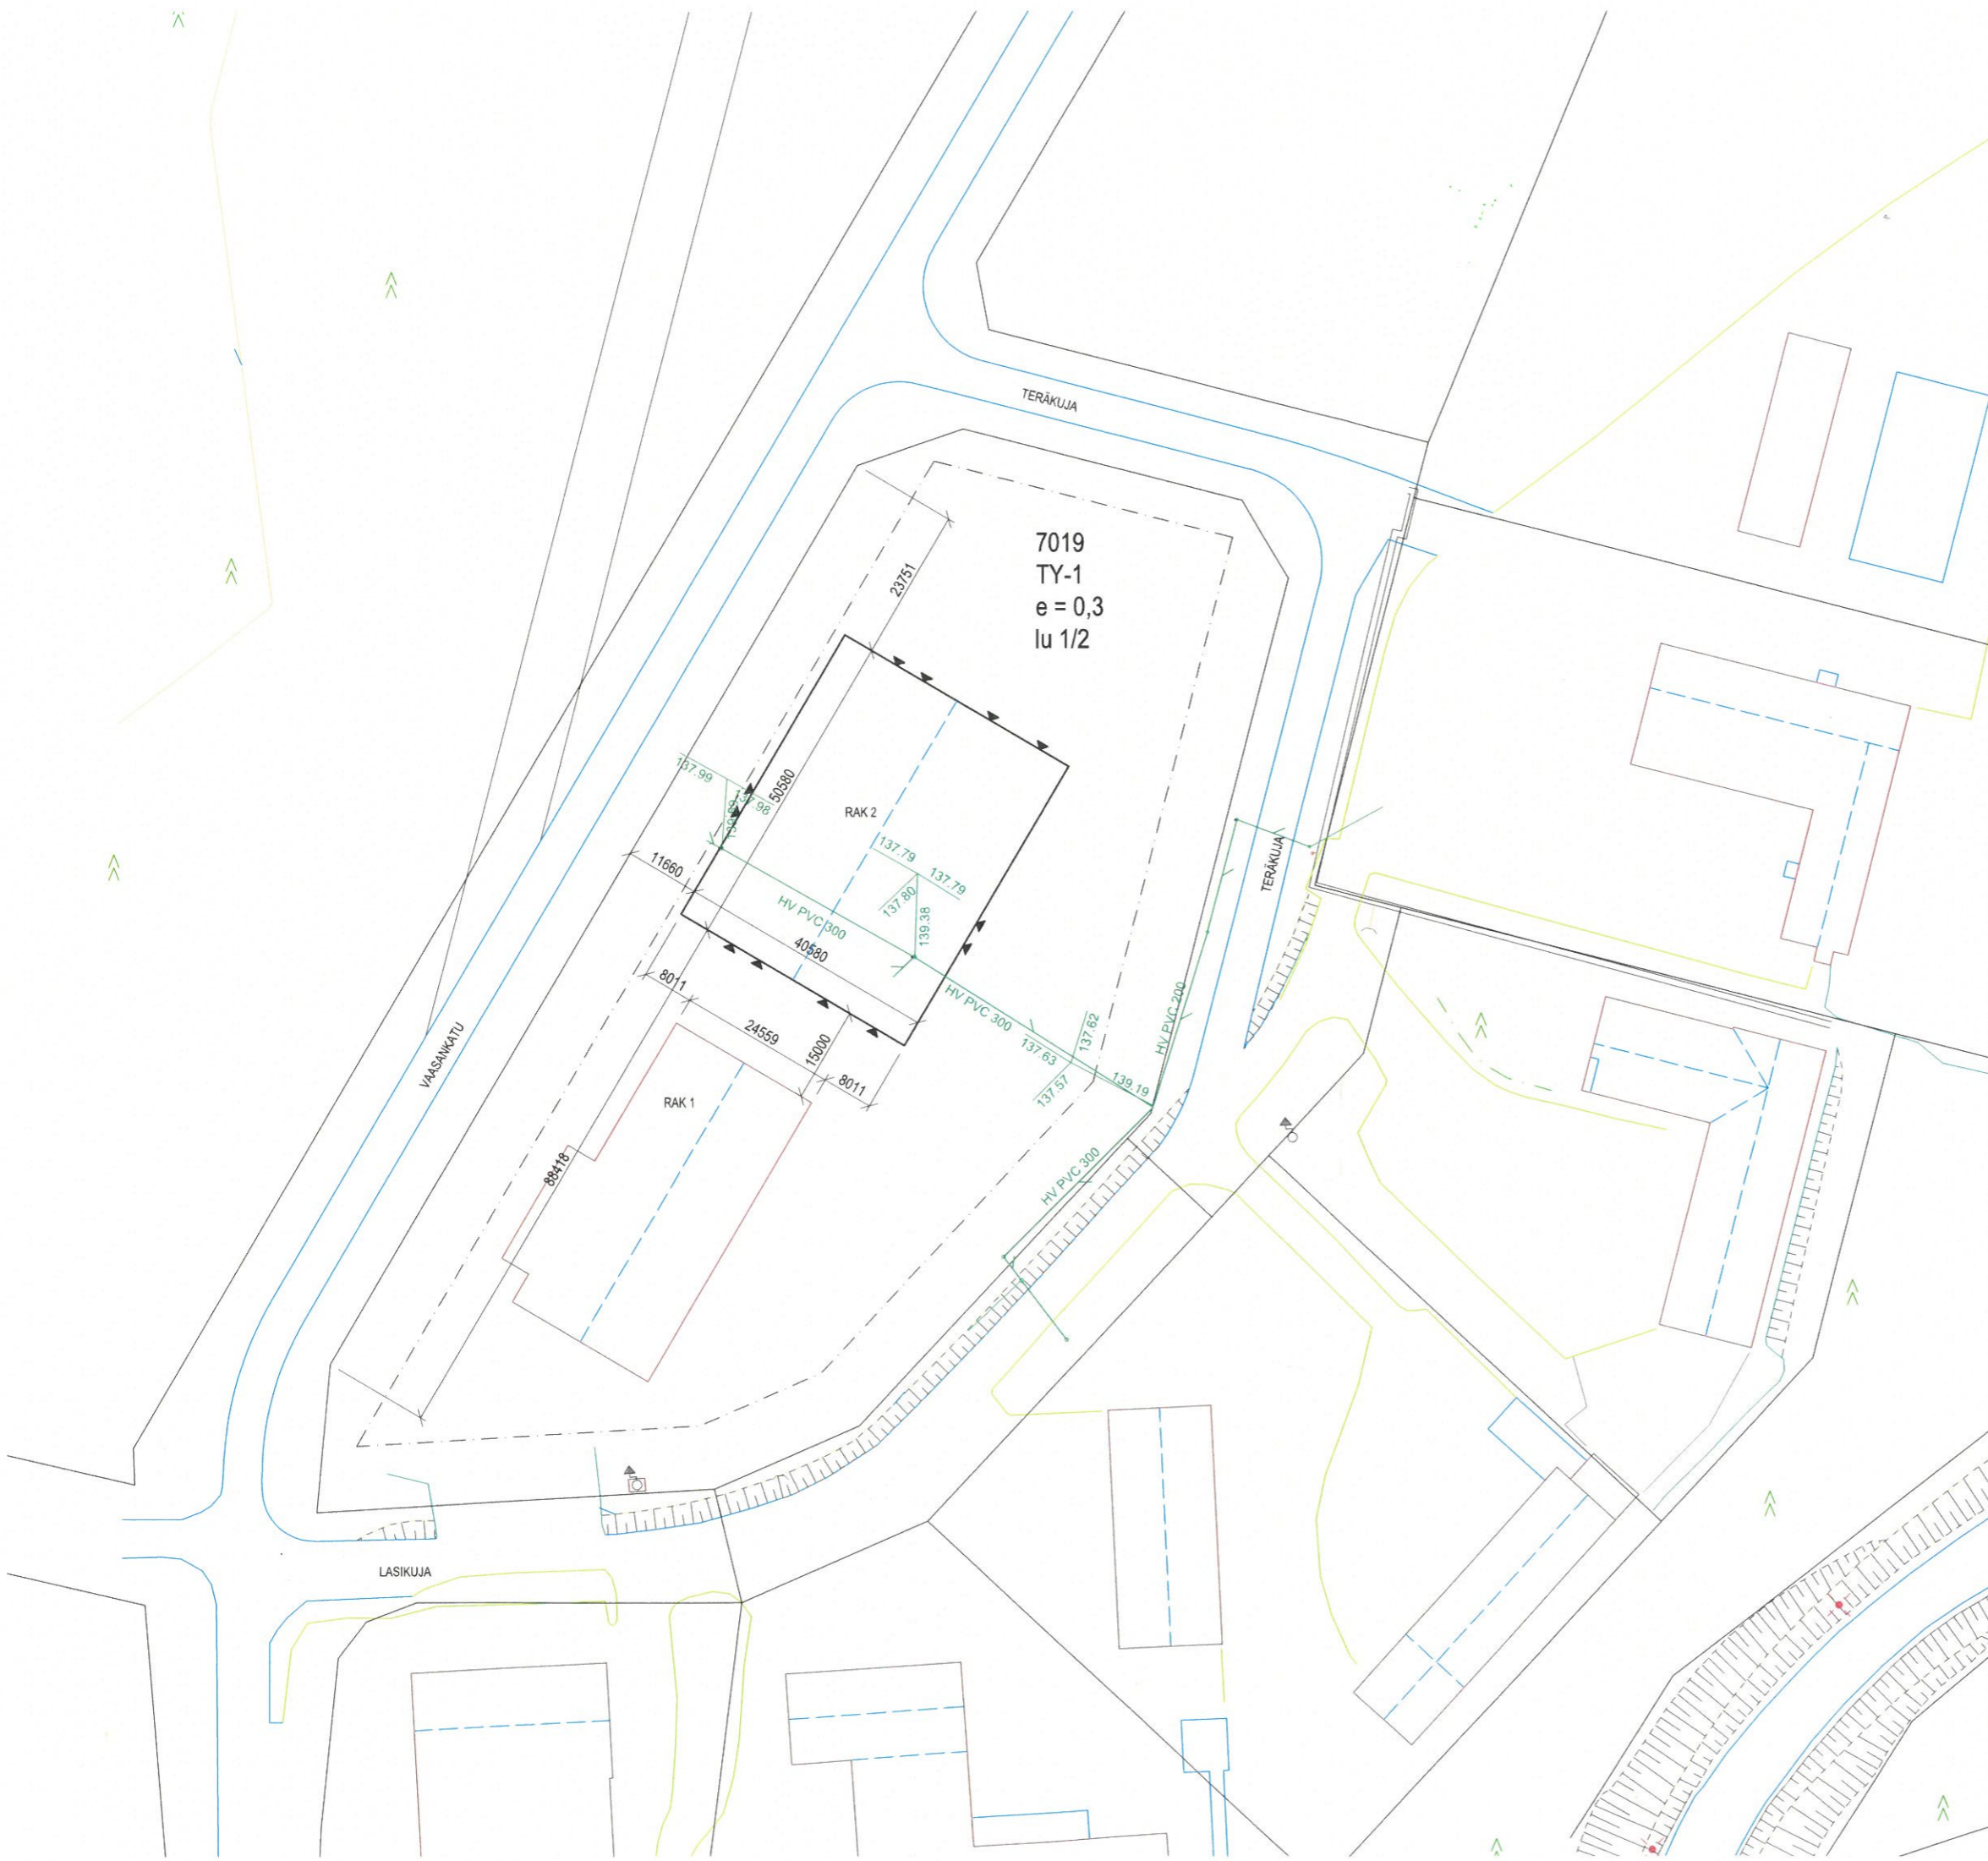 TERÄKUJA
7019
TY-1
e = 0,3
lu 1/2
23751
137.99
137.98
50580
RAK 2
11660
HV PVC 300
137.79
137.79
137.80
139.38
40580
8011
24559
15000
8011
HV PVC 300
137.63
137.62
137.57
139.19
HV PVC 200
TERÄKUJA
VAASANKATU
RAK 1
88418
HV PVC 300
LASIKUJA